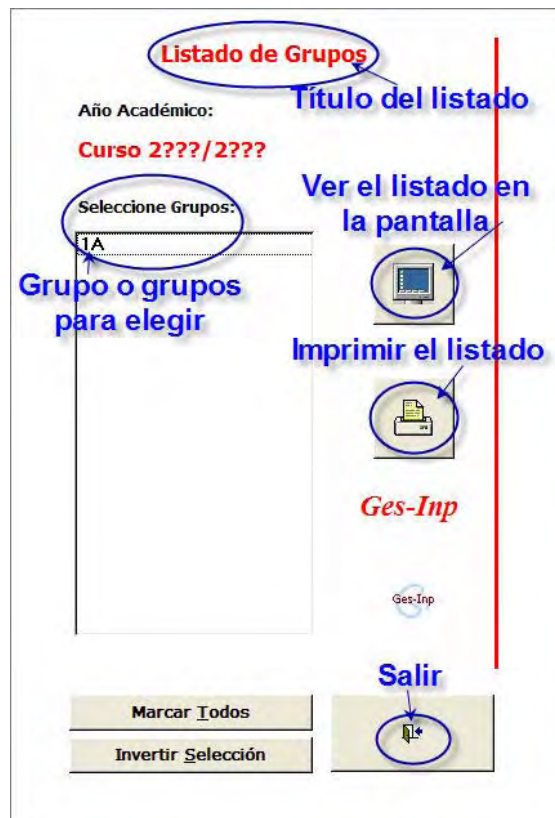 Listado de Grupos
Título del listado
Año Académico:
Curso 2???/2???
Ver el listado en
la pantalla
Seleccione Grupos:
1A
Grupo o grupos
para elegir
Imprimir el listado
Ges-Inp
Ges-Inp
Salir
Marcar Todos
Invertir Selección